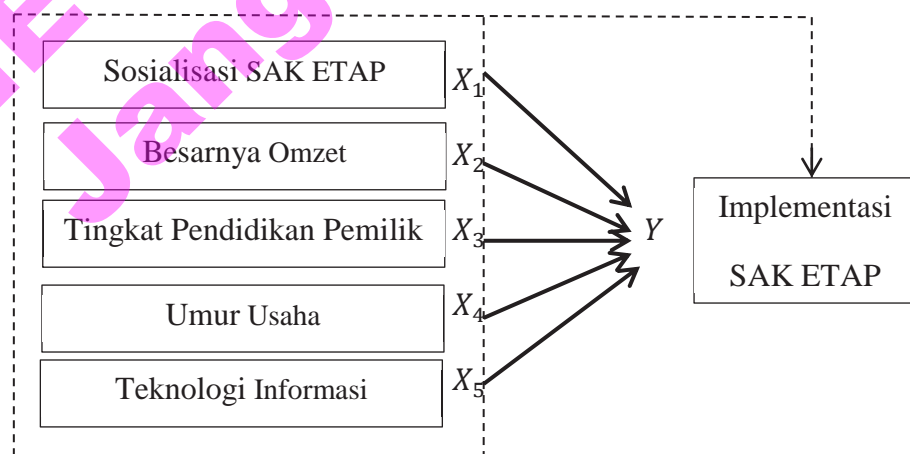 Sosialisasi SAK ETAP X₁
Besarnya Omzet X₂
Tingkat Pendidikan Pemilik X₃
Umur Usaha X₄
Teknologi Informasi X₅
Y
Implementasi
SAK ETAP
Jang